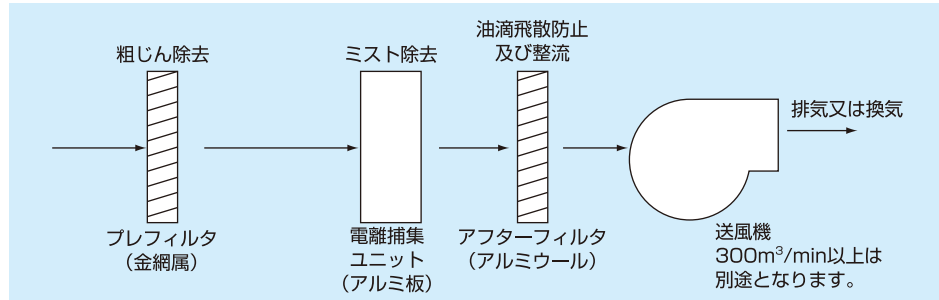 粗じん除去
ミスト除去
油滴飛散防止
及び整流
排気又は換気
プレフィルタ
（金網属）
電離捕集
ユニット
（アルミ板）
アフターフィルタ
（アルミウール）
送風機
300m³/min以上は
別途となります。